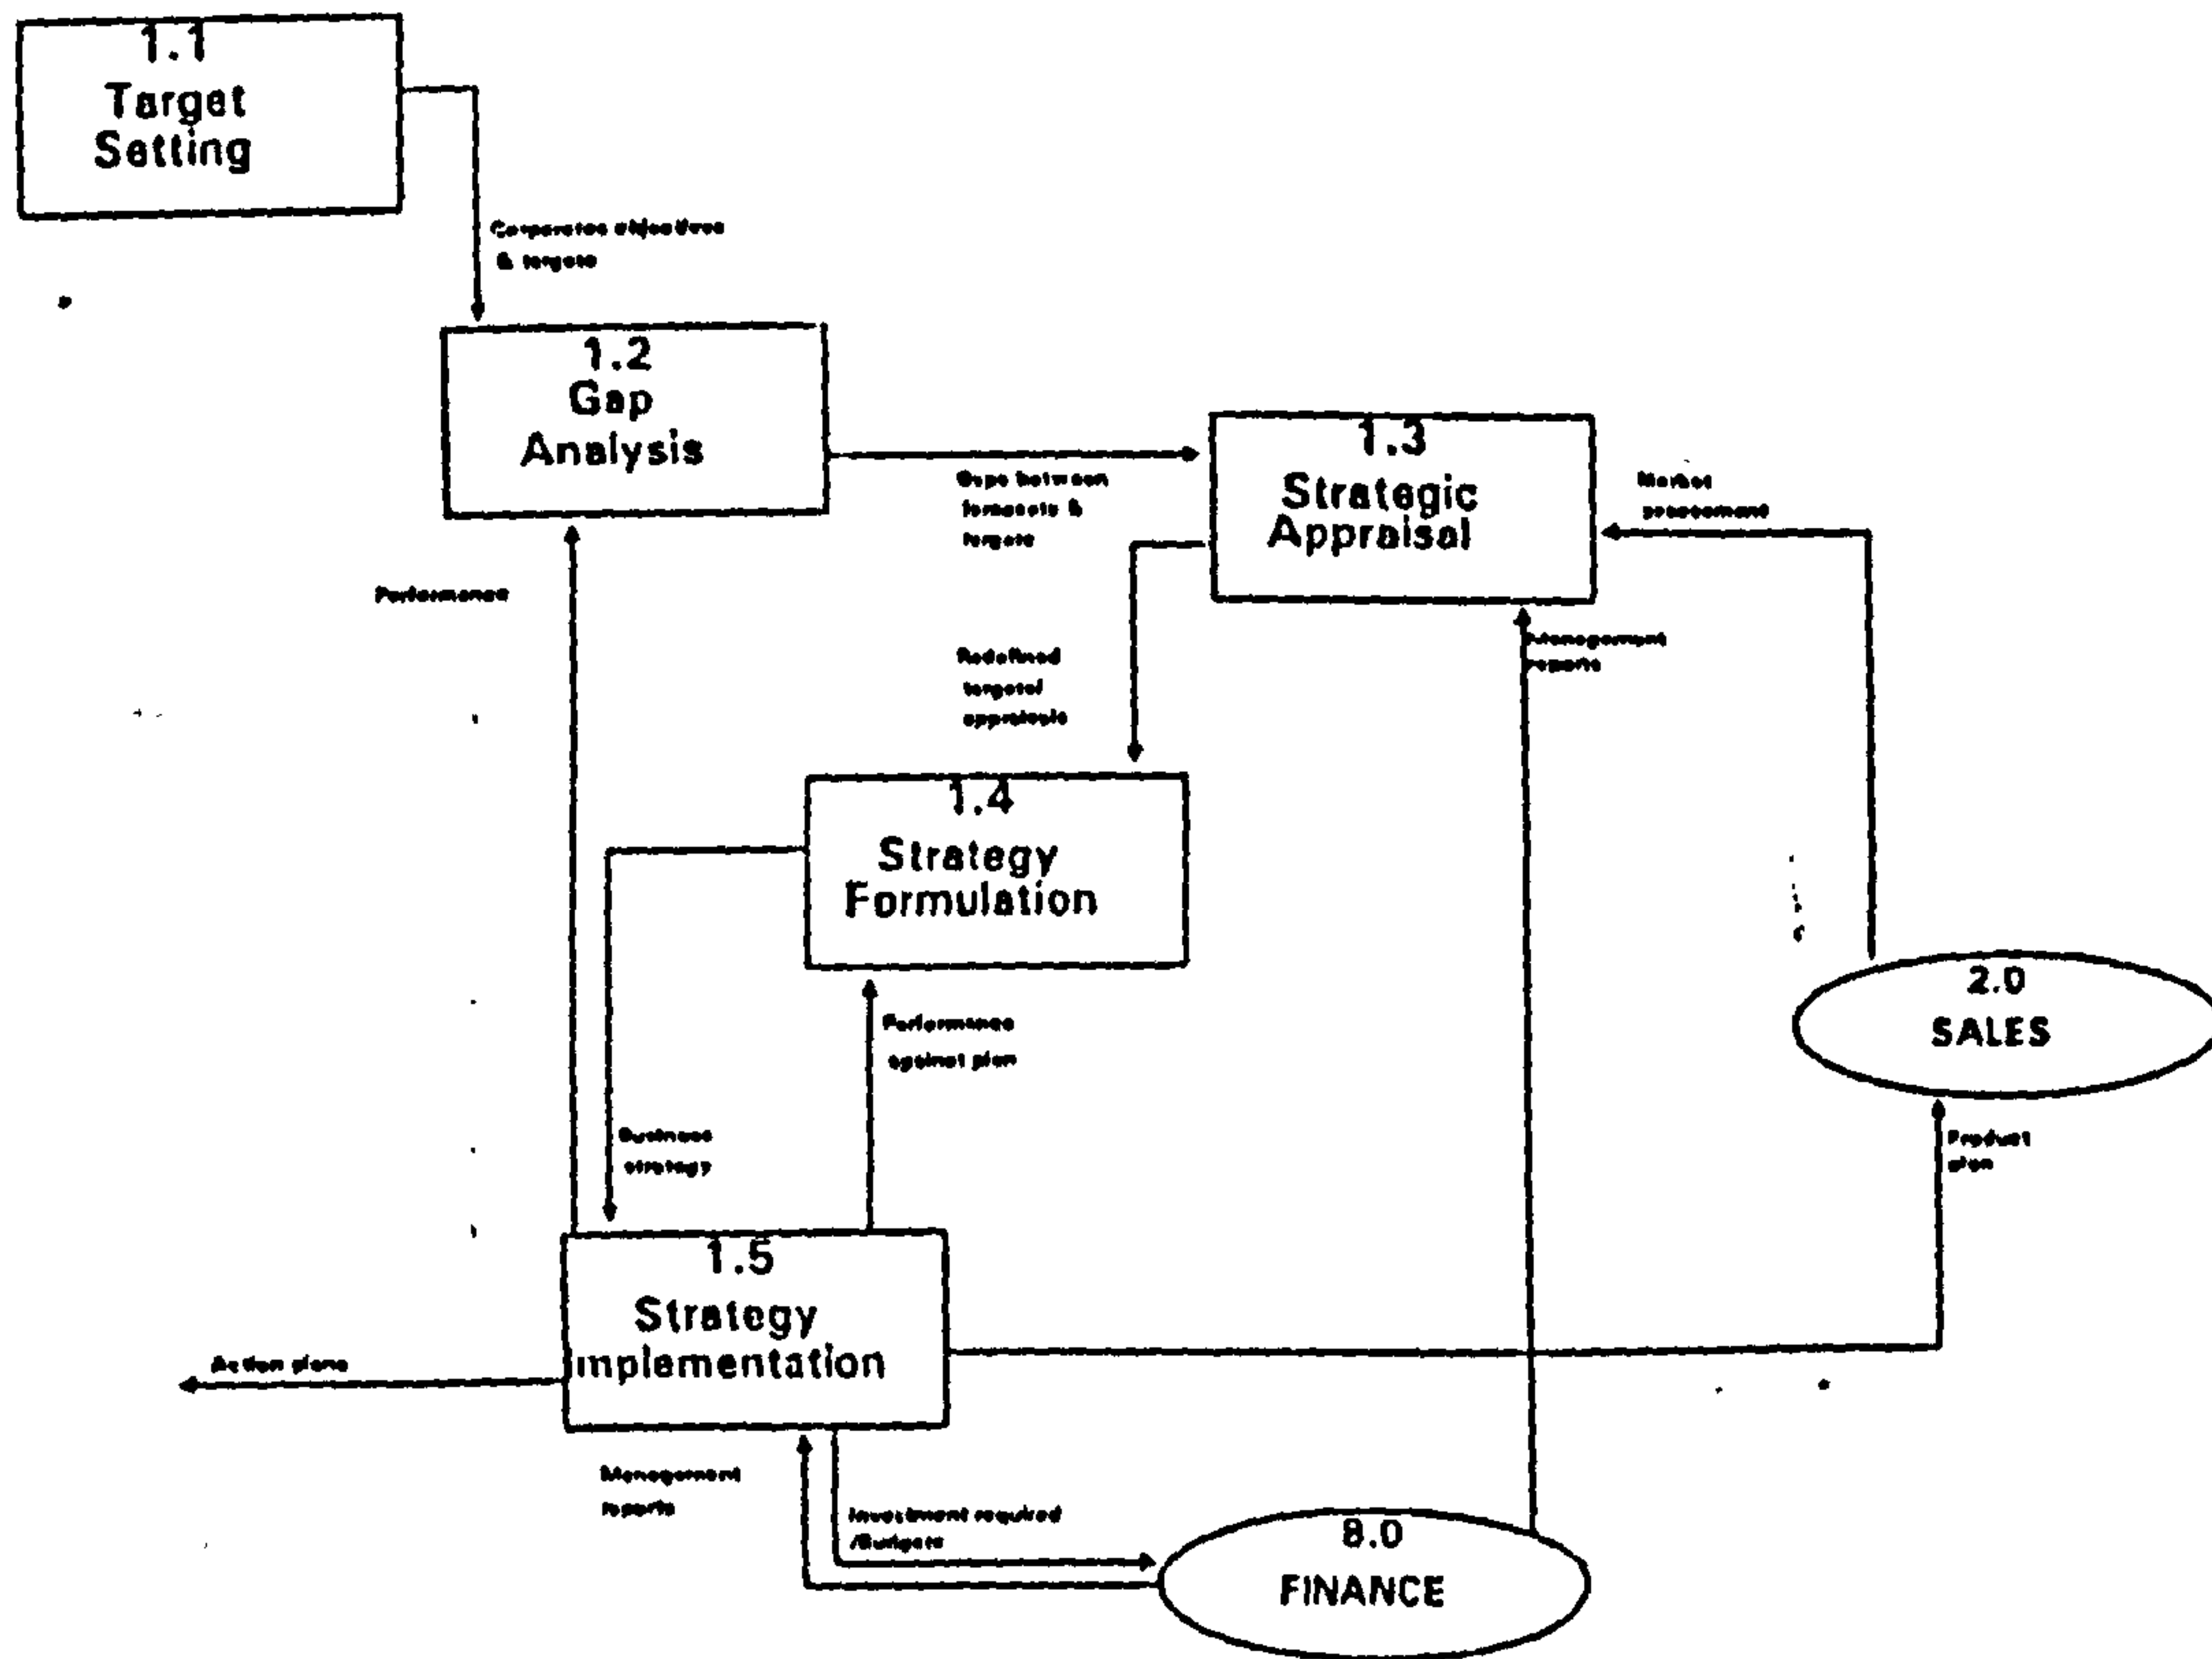 1.1
Target
Setting
Corporate objectives
& targets
1.2
Gap
Analysis
1.3
Strategic
Appraisal
Gaps between
forecasts &
targets
Market
Performance
Management
reports
Redefined
targets/
appraisals
1.4
Strategy
Formulation
2.0
SALES
Performance
against plan
Business
strategy
Product
plan
1.5
Strategy
Implementation
Action plans
Management
reports
Investment required
/Budgets
8.0
FINANCE